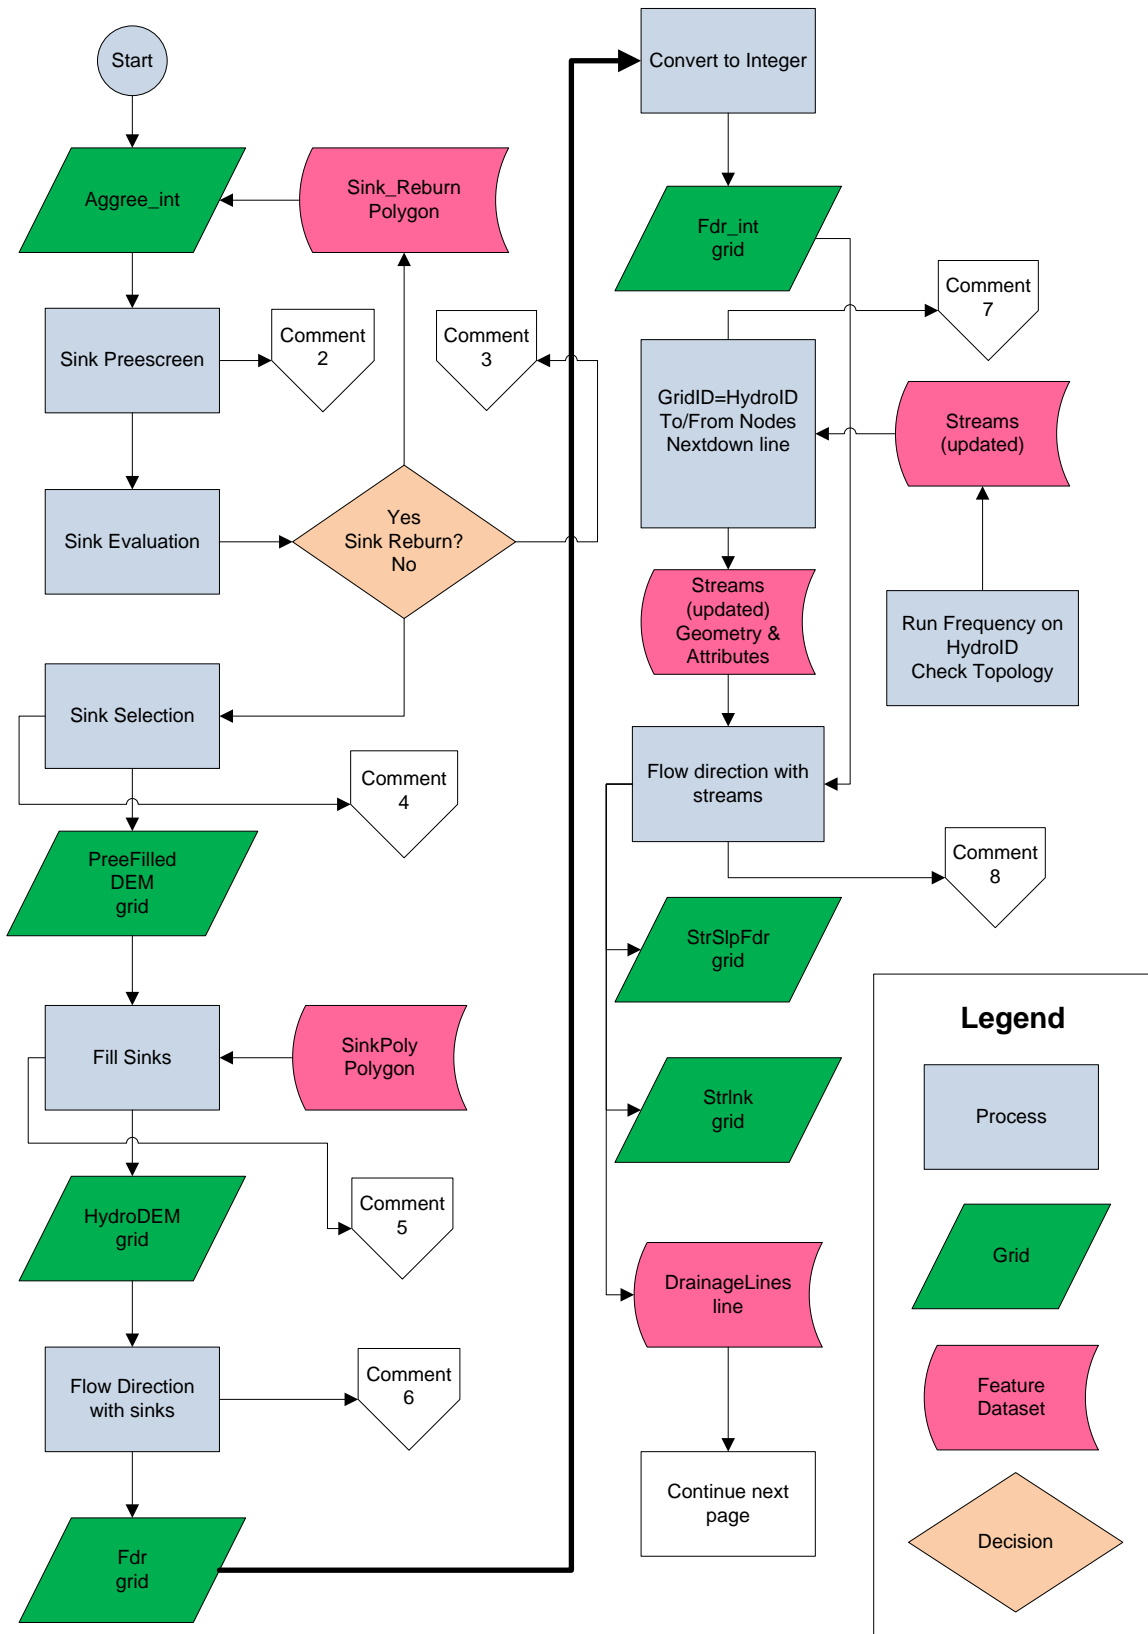 Start
Aggree_int
Sink_Reburn
Polygon
Sink Preescreen
Comment
2
Comment
3
Sink Evaluation
Yes
Sink Reburn?
No
Sink Selection
Comment
4
PreeFilled
DEM
grid
Fill Sinks
SinkPoly
Polygon
HydroDEM
grid
Comment
5
Flow Direction
with sinks
Comment
6
Fdr
grid
Convert to Integer
Fdr_int
grid
Comment
7
GridID=HydroID
To/From Nodes
Nextdown line
Streams
(updated)
Streams
(updated)
Geometry &
Attributes
Run Frequency on
HydroID
Check Topology
Flow direction with
streams
Comment
8
StrSlpFdr
grid
Strlnk
grid
DrainageLines
line
Continue next
page
Legend
Process
Grid
Feature
Dataset
Decision